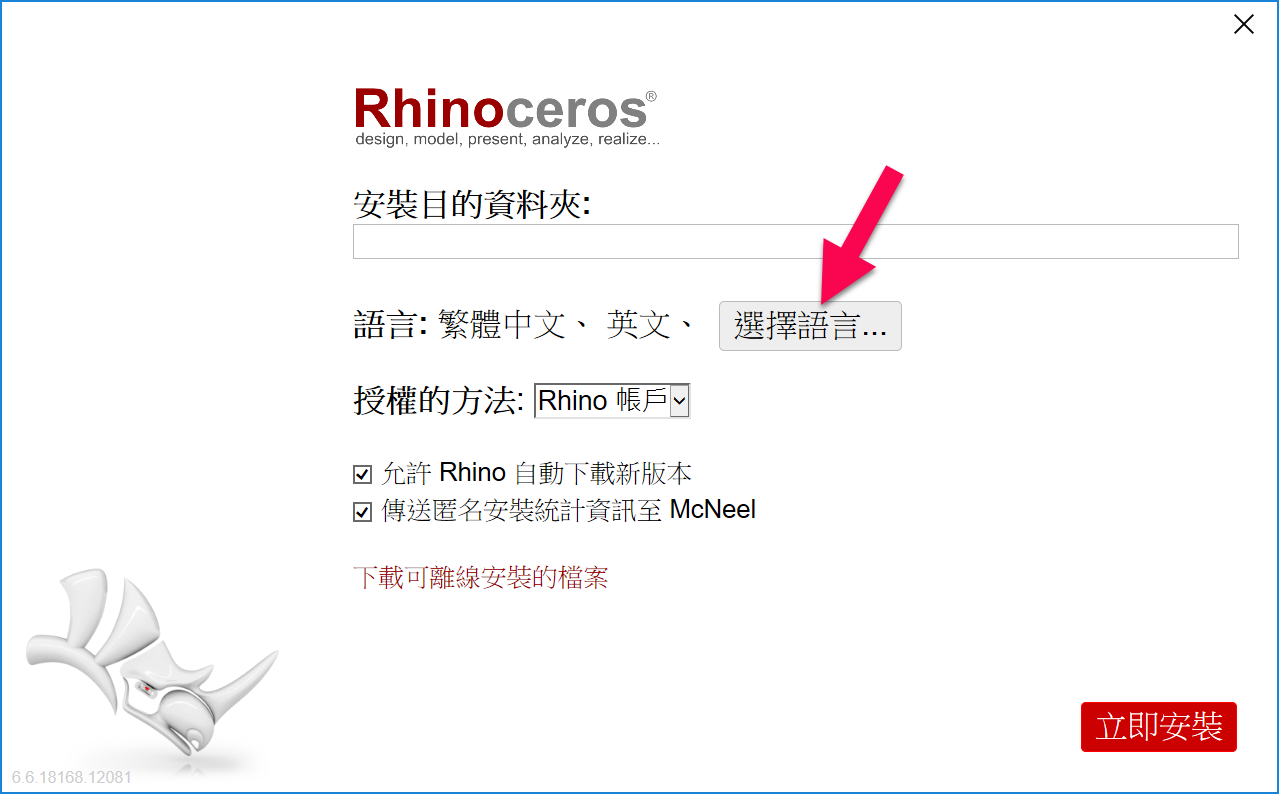 Rhinoceros®
design, model, present, analyze, realize...
安裝目的資料夾:
語言: 繁體中文、 英文、 選擇語言...
授權的方法: Rhino 帳戶
允許 Rhino 自動下載新版本
傳送匿名安裝統計資訊至 McNeel
下載可離線安裝的檔案
立即安裝
6.6.18168.12081